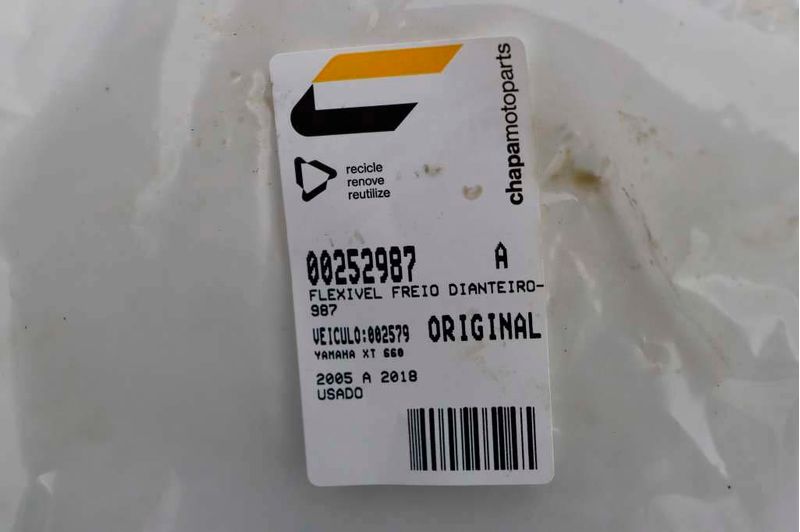 chapamotoparts
recicle
renove
reutilize
00252987 A
FLEXIVEL FREIO DIANTEIRO-
987
VEICULO:002579 ORIGINAL
YAMAHA XT 660
2005 A 2018
USADO